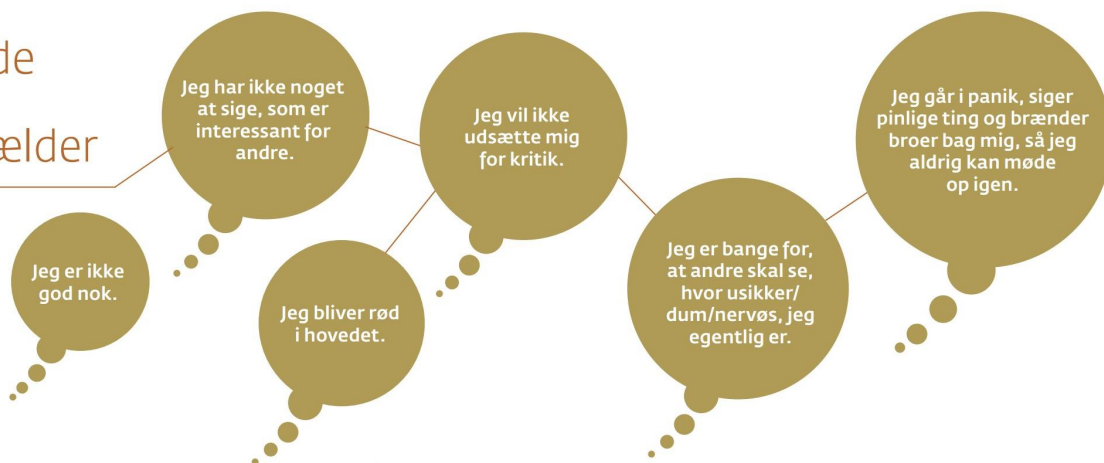 Jeg har ikke noget
at sige, som er
interessant for
andre.
Jeg er ikke
god nok.
Jeg vil ikke
udsætte mig
for kritik.
Jeg bliver rød
i hovedet.
Jeg er bange for,
at andre skal se,
hvor usikker/
dum/nervøs, jeg
egentlig er.
Jeg går i panik, siger
pinlige ting og brænder
broer bag mig, så jeg
aldrig kan møde
op igen.